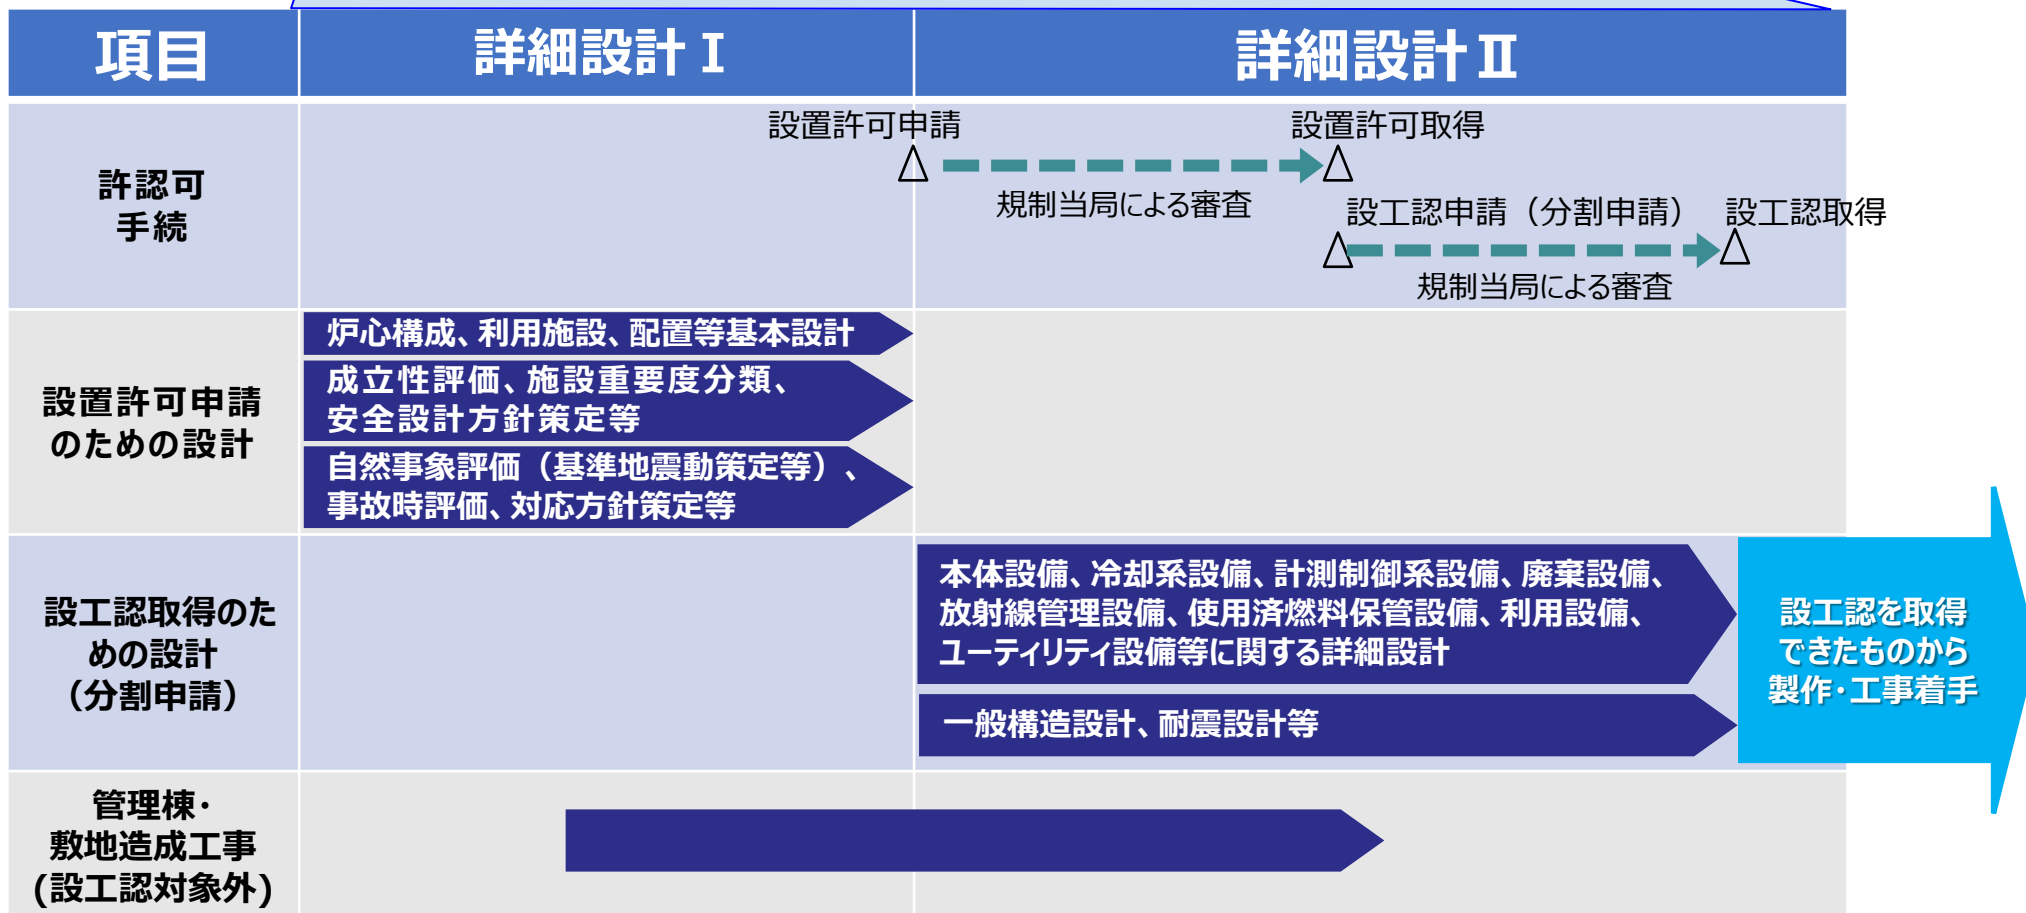 項目
詳細設計Ⅰ
詳細設計Ⅱ
許認可
手続
設置許可申請
設置許可取得
規制当局による審査
設工認申請（分割申請）
設工認取得
規制当局による審査
設置許可申請
のための設計
炉心構成、利用施設、配置等基本設計
成立性評価、施設重要度分類、
安全設計方針策定等
自然事象評価（基準地震動策定等）、
事故時評価、対応方針策定等
設工認取得のた
めの設計
（分割申請）
本体設備、冷却系設備、計測制御系設備、廃棄設備、
放射線管理設備、使用済燃料保管設備、利用設備、
ユーティリティ設備等に関する詳細設計
一般構造設計、耐震設計等
設工認を取得
できたものから
製作・工事着手
管理棟・
敷地造成工事
(設工認対象外)